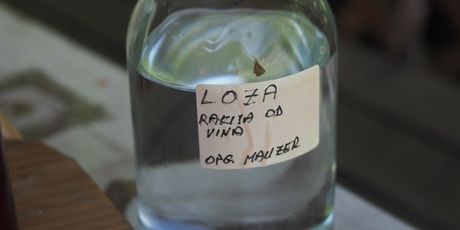 LOZA
RAKIJA OD
VINA
OPG. MAUZER